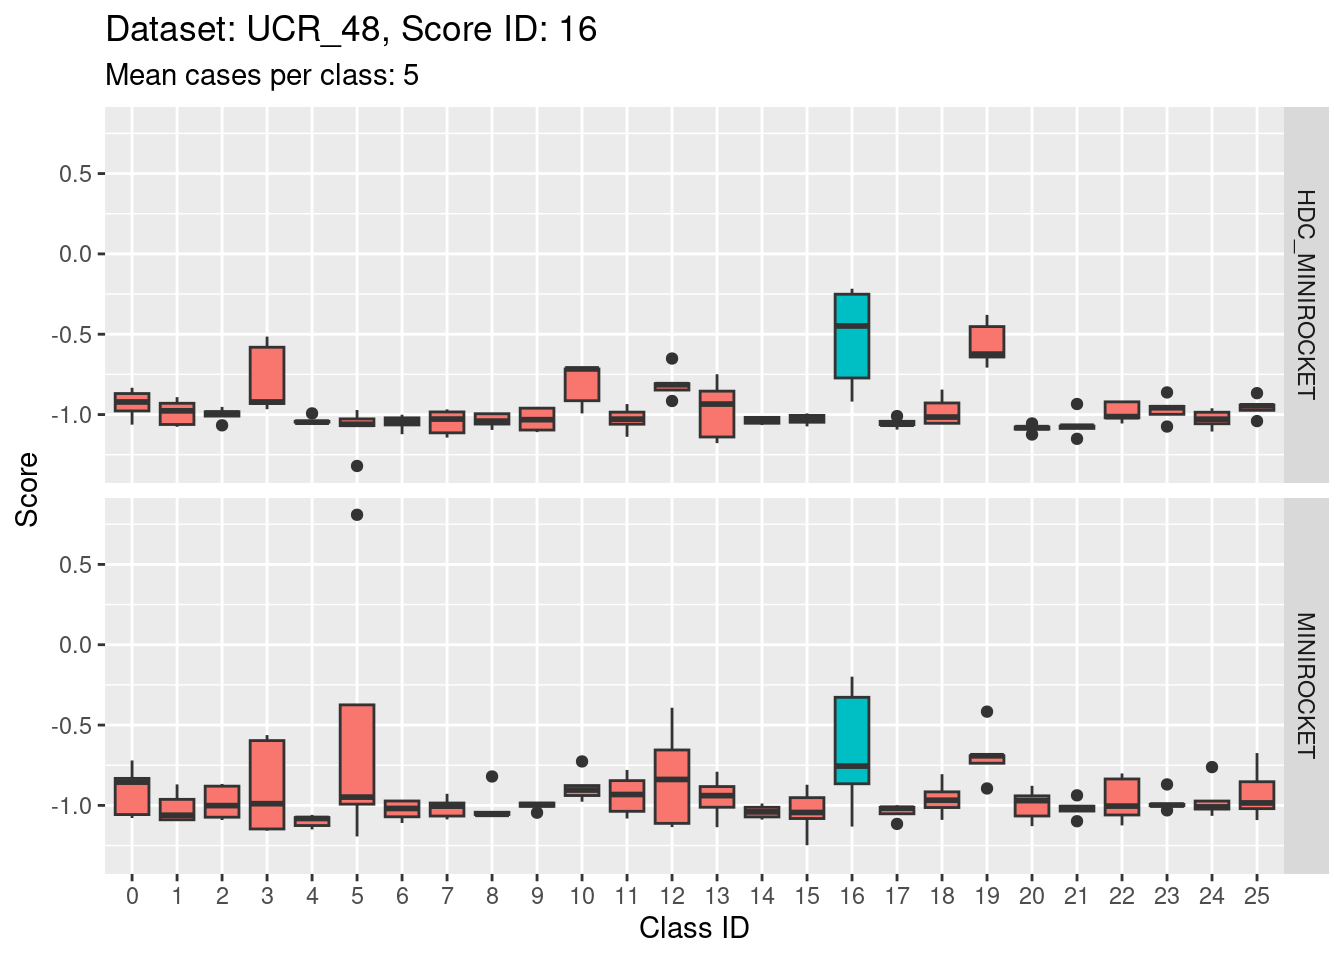 Dataset: UCR_48, Score ID: 16
Mean cases per class: 5
0.5
0.0
-0.5
-1.0
HDC_MINIROCKET
Score
0.5
0.0
-0.5
-1.0
MINIROCKET
0 1 2 3 4 5 6 7 8 9 10 11 12 13 14 15 16 17 18 19 20 21 22 23 24 25
Class ID